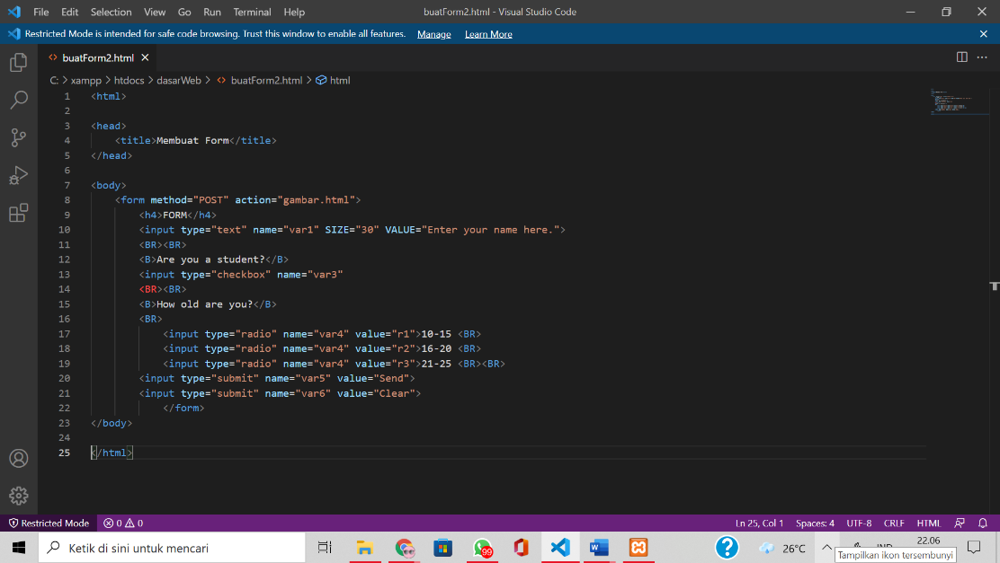 File Edit Selection View Go Run Terminal Help buatForm2.html - Visual Studio Code
Restricted Mode is intended for safe code browsing. Trust this window to enable all features. Manage Learn More
buatForm2.html
C: > xampp > htdocs > dasarWeb > buatForm2.html > html
1 <html>
2
3 <head>
4 <title>Membuat Form</title>
5 </head>
6
7 <body>
8 <form method="POST" action="gambar.html">
9 <h4>FORM</h4>
10 <input type="text" name="var1" SIZE="30" VALUE="Enter your name here.">
11 <BR><BR>
12 <B>Are you a student?</B>
13 <input type="checkbox" name="var3"
14 <BR><BR>
15 <B>How old are you?</B>
16 <BR>
17 <input type="radio" name="var4" value="r1">10-15 <BR>
18 <input type="radio" name="var4" value="r2">16-20 <BR>
19 <input type="radio" name="var4" value="r3">21-25 <BR><BR>
20 <input type="submit" name="var5" value="Send">
21 <input type="submit" name="var6" value="Clear">
22 </form>
23 </body>
24
25 </html>
Restricted Mode 0 0 Ln 25, Col 1 Spaces: 4 UTF-8 CRLF HTML
Ketik di sini untuk mencari 99 26°C 22.06
Tampilkan ikon tersembunyi